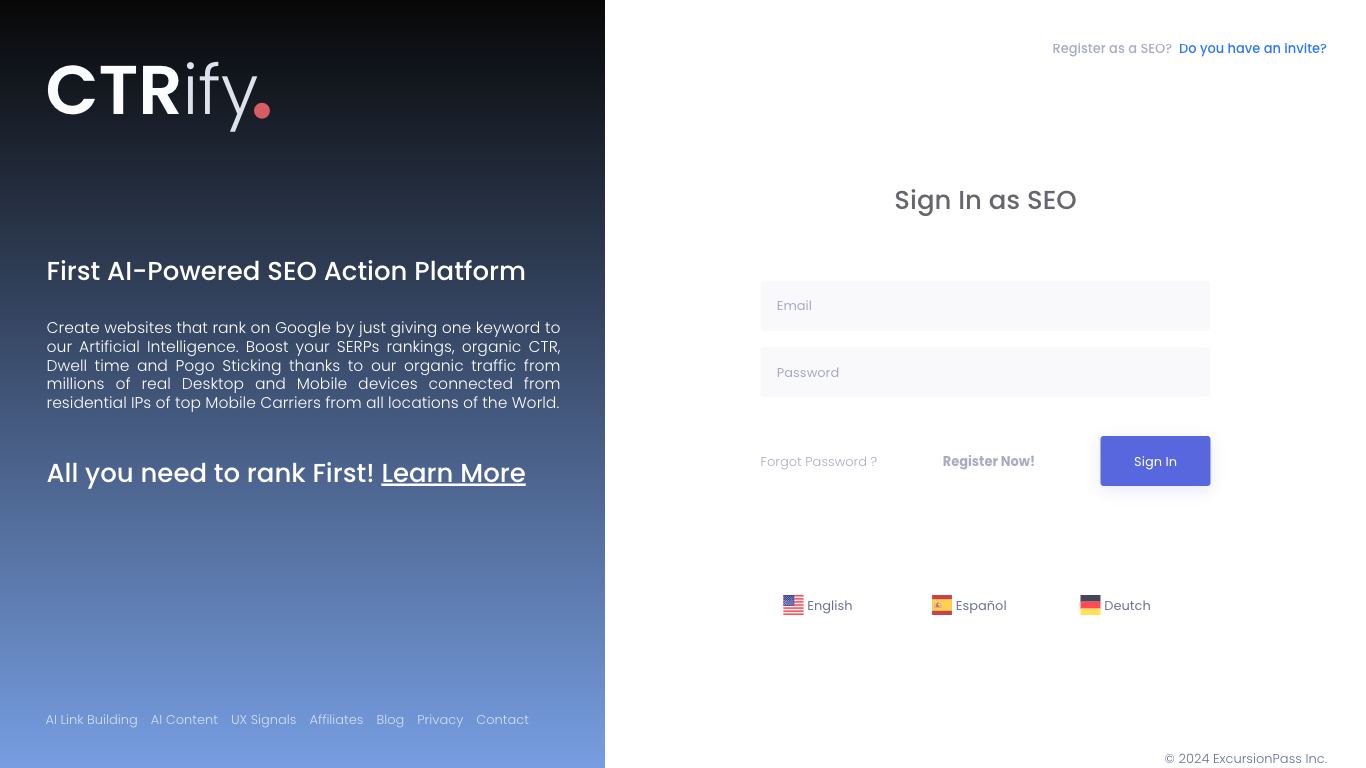 CTRify.
First AI-Powered SEO Action Platform
Create websites that rank on Google by just giving one keyword to
our Artificial Intelligence. Boost your SERPs rankings, organic CTR,
Dwell time and Pogo Sticking thanks to our organic traffic from
millions of real Desktop and Mobile devices connected from
residential IPs of top Mobile Carriers from all locations of the World.
All you need to rank First! Learn More
AI Link Building AI Content UX Signals Affiliates Blog Privacy Contact
Register as a SEO? Do you have an invite?
Sign In as SEO
Email
Password
Forgot Password ? Register Now! Sign In
English Español Deutch
© 2024 ExcursionPass Inc.